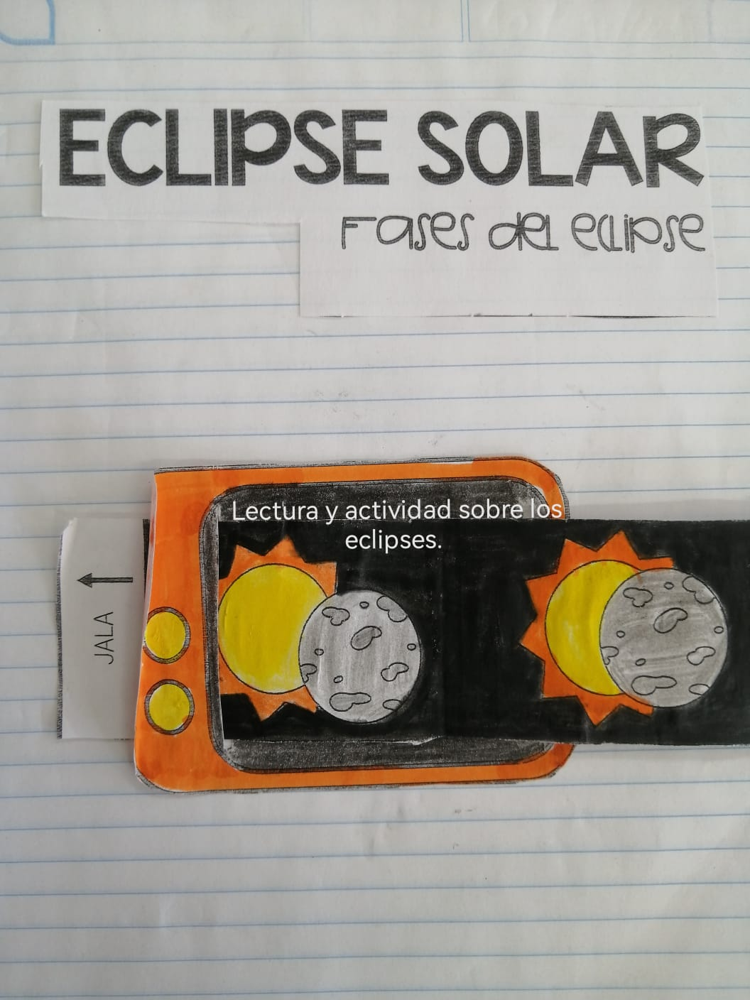 ECLIPSE SOLAR
Fases del eclipse
Lectura y actividad sobre los
eclipses.
JALA